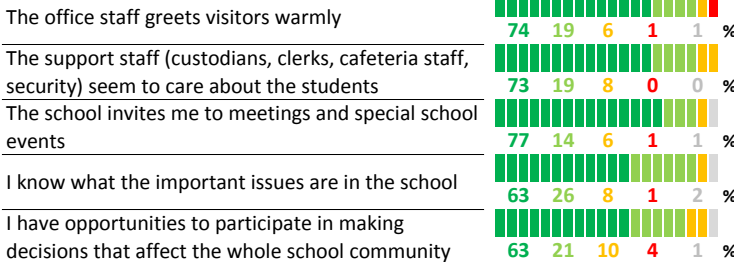 The office staff greets visitors warmly
74 19 6 1 1 %
The support staff (custodians, clerks, cafeteria staff,
security) seem to care about the students
73 19 8 0 0 %
The school invites me to meetings and special school
events
77 14 6 1 1 %
I know what the important issues are in the school
63 26 8 1 2 %
I have opportunities to participate in making
decisions that affect the whole school community
63 21 10 4 1 %